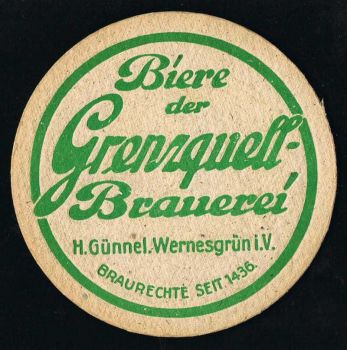 Biere
der
Grenzquell-
Brauerei
H. Günnel. Wernesgrün i.V.
BRAURECHTE SEIT 1436.